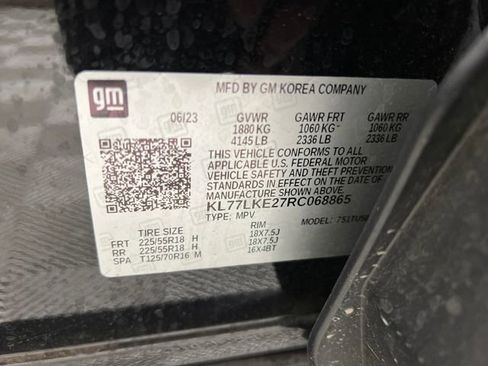 gm
MFD BY GM KOREA COMPANY
06/23 GVWR GAWR FRT GAWR RR
1880 KG 1060 KG 1060 KG
4145 LB 2336 LB 2336 LB
THIS VEHICLE CONFORMS TO ALL
APPLICABLE U.S. FEDERAL MOTOR
VEHICLE SAFETY AND THEFT PREVENTION
STANDARDS IN EFFECT ON THE DATE OF
MANUFACTURE SHOWN ABOVE.
KL77LKE27RC068865
TYPE: MPV MODEL:
TIRE SIZE RIM
FRT 225/55R18 H 18X7.5J
RR 225/55R18 H 18X7.5J
SPA T125/70R16 M 16X4BT